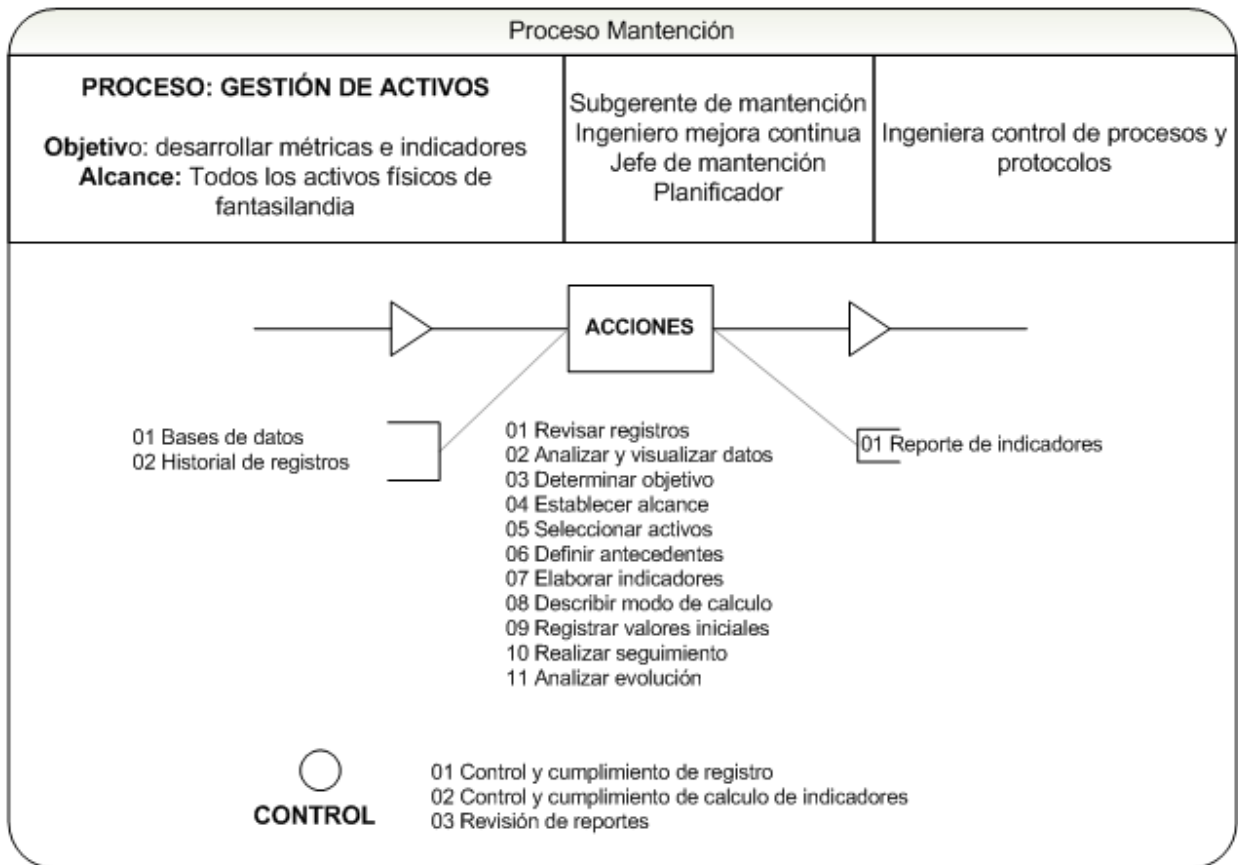 Proceso Mantención
PROCESO: GESTIÓN DE ACTIVOS
Objetivo: desarrollar métricas e indicadores
Alcance: Todos los activos físicos de
fantasilandia
Subgerente de mantención
Ingeniero mejora continua
Jefe de mantención
Planificador
Ingeniera control de procesos y
protocolos
ACCIONES
01 Bases de datos
02 Historial de registros
01 Revisar registros
02 Analizar y visualizar datos
03 Determinar objetivo
04 Establecer alcance
05 Seleccionar activos
06 Definir antecedentes
07 Elaborar indicadores
08 Describir modo de calculo
09 Registrar valores iniciales
10 Realizar seguimiento
11 Analizar evolución
01 Reporte de indicadores
CONTROL
01 Control y cumplimiento de registro
02 Control y cumplimiento de calculo de indicadores
03 Revisión de reportes